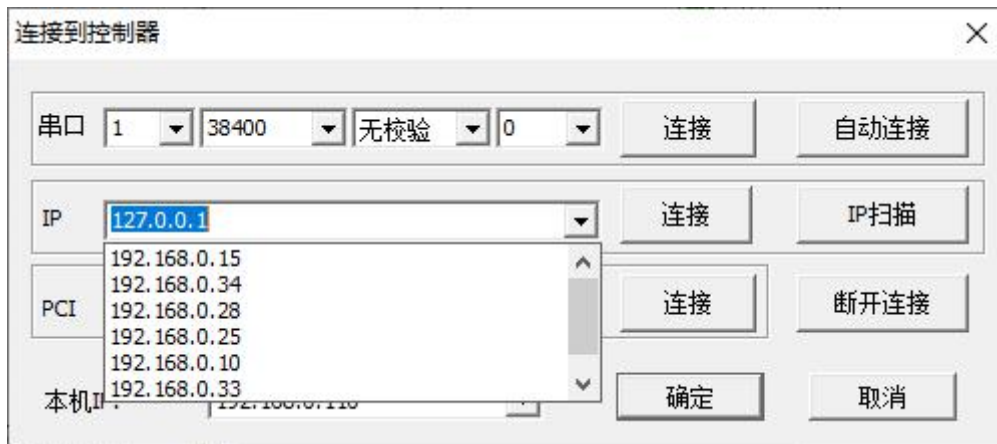 连接到控制器
串口 1 38400 无校验 0 连接 自动连接
IP 127.0.0.1 连接 IP扫描
192.168.0.15
192.168.0.34
192.168.0.28
PCI 连接 断开连接
192.168.0.25
192.168.0.10
192.168.0.33
本机IP: 确定 取消